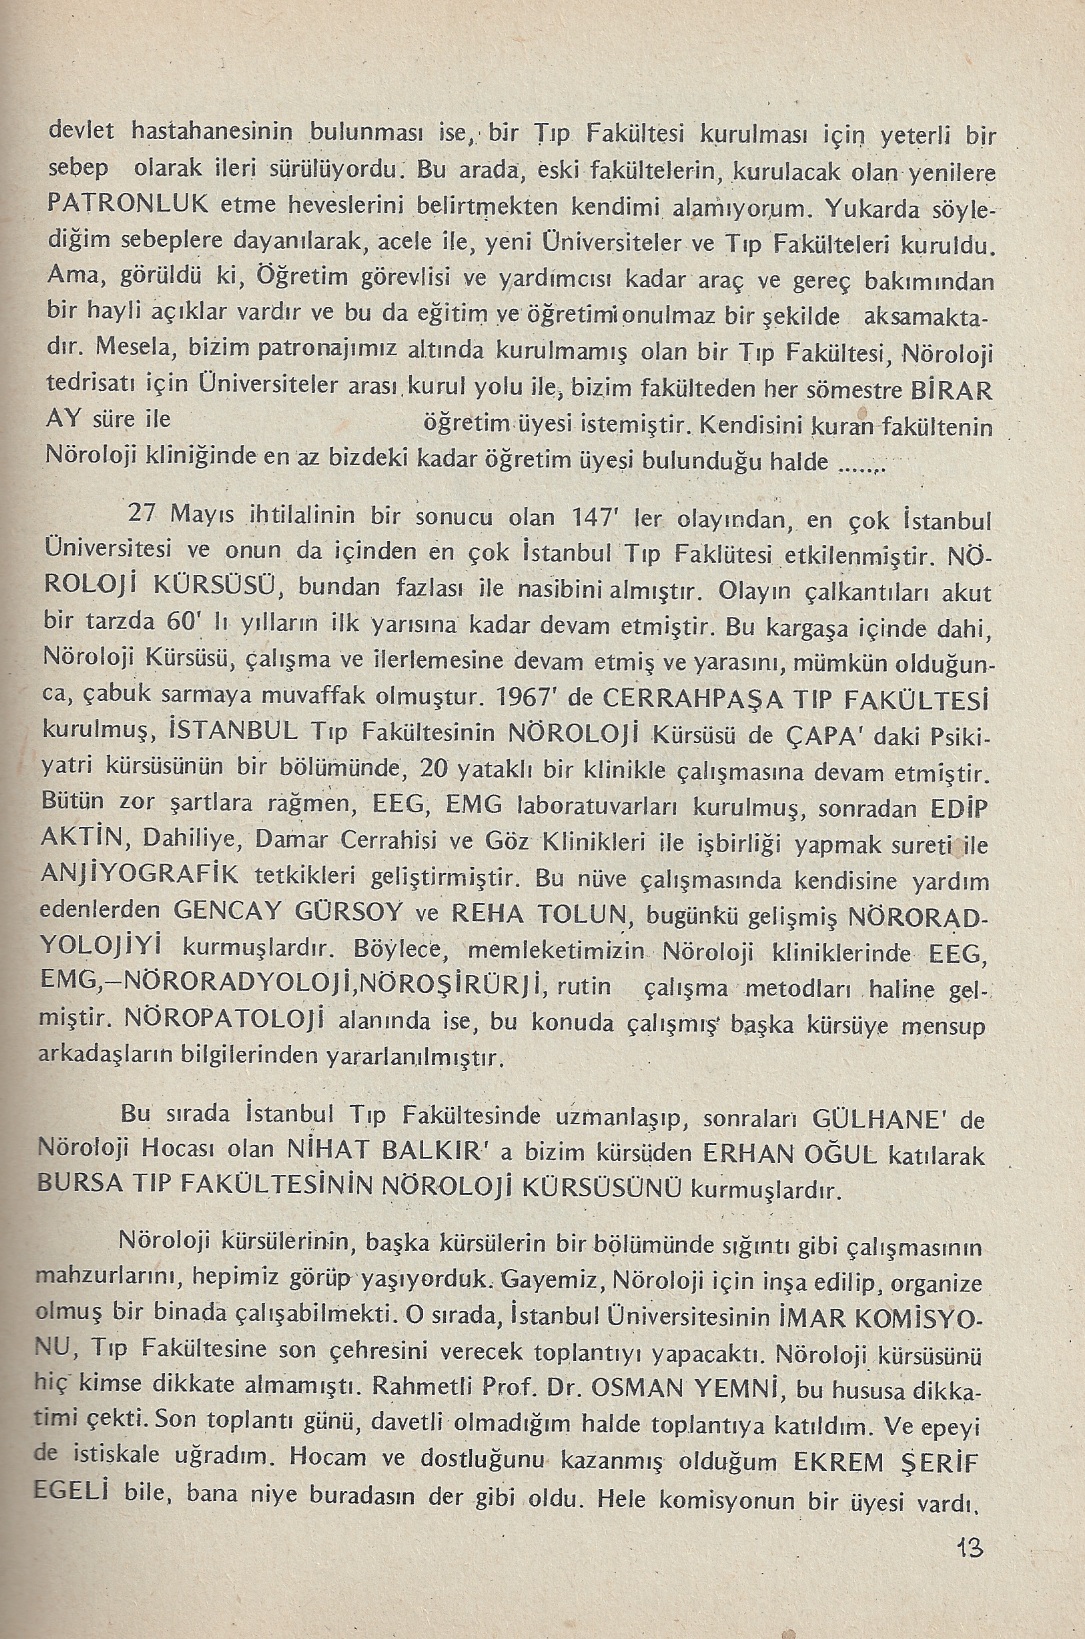 devlet hastahanesinin bulunması ise, bir Tıp Fakültesi kurulması için yeterli bir
sebep olarak ileri sürülüyordu. Bu arada, eski fakültelerin, kurulacak olan yenilere
PATRONLUK etme heveslerini belirtmekten kendimi alamıyorum. Yukarda söyle-
diğim sebeplere dayanılarak, acele ile, yeni Üniversiteler ve Tıp Fakülteleri kuruldu.
Ama, görüldü ki, Öğretim görevlisi ve yardımcısı kadar araç ve gereç bakımından
bir hayli açıklar vardır ve bu da eğitim ve öğretimi onulmaz bir şekilde aksamakta-
dır. Mesela, bizim patronajımız altında kurulmamış olan bir Tıp Fakültesi, Nöroloji
tedrisatı için Üniversiteler arası kurul yolu ile, bizim fakülteden her sömestre BİRAR
AY süre ile öğretim üyesi istemiştir. Kendisini kuran fakültenin
Nöroloji kliniğinde en az bizdeki kadar öğretim üyesi bulunduğu halde .......
27 Mayıs ihtilalinin bir sonucu olan 147' ler olayından, en çok İstanbul
Üniversitesi ve onun da içinden en çok İstanbul Tıp Faklütesi etkilenmiştir. NÖ-
ROLOJİ KÜRSÜSÜ, bundan fazlası ile nasibini almıştır. Olayın çalkantıları akut
bir tarzda 60' lı yılların ilk yarısına kadar devam etmiştir. Bu kargaşa içinde dahi,
Nöroloji Kürsüsü, çalışma ve ilerlemesine devam etmiş ve yarasını, mümkün olduğun-
ca, çabuk sarmaya muvaffak olmuştur. 1967' de CERRAHPAŞA TIP FAKÜLTESİ
kurulmuş, İSTANBUL Tıp Fakültesinin NÖROLOJİ Kürsüsü de ÇAPA' daki Psiki-
yatri kürsüsünün bir bölümünde, 20 yataklı bir klinikle çalışmasına devam etmiştir.
Bütün zor şartlara rağmen, EEG, EMG laboratuvarları kurulmuş, sonradan EDİP
AKTİN, Dahiliye, Damar Cerrahisi ve Göz Klinikleri ile işbirliği yapmak sureti ile
ANJİYOGRAFİK tetkikleri geliştirmiştir. Bu nüve çalışmasında kendisine yardım
edenlerden GENCAY GÜRSOY ve REHA TOLUN, bugünkü gelişmiş NÖRORAD-
YOLOJİYİ kurmuşlardır. Böylece, memleketimizin Nöroloji kliniklerinde EEG,
EMG,—NÖRORADYOLOJİ,NÖROŞİRÜRJİ, rutin çalışma metodları haline gel-
miştir. NÖROPATOLOJİ alanında ise, bu konuda çalışmış başka kürsüye mensup
arkadaşların bilgilerinden yararlanılmıştır.
Bu sırada İstanbul Tıp Fakültesinde uzmanlaşıp, sonraları GÜLHANE' de
Nöroloji Hocası olan NİHAT BALKIR' a bizim kürsüden ERHAN OĞUL katılarak
BURSA TIP FAKÜLTESİNİN NÖROLOJİ KÜRSÜSÜNÜ kurmuşlardır.
Nöroloji kürsülerinin, başka kürsülerin bir bölümünde sığıntı gibi çalışmasının
mahzurlarını, hepimiz görüp yaşıyorduk. Gayemiz, Nöroloji için inşa edilip, organize
olmuş bir binada çalışabilmekti. O sırada, İstanbul Üniversitesinin İMAR KOMİSYO-
NU, Tıp Fakültesine son çehresini verecek toplantıyı yapacaktı. Nöroloji kürsüsünü
hiç kimse dikkate almamıştı. Rahmetli Prof. Dr. OSMAN YEMNİ, bu hususa dikka-
timi çekti. Son toplantı günü, davetli olmadığım halde toplantıya katıldım. Ve epeyi
de istiskale uğradım. Hocam ve dostluğunu kazanmış olduğum EKREM ŞERİF
EGELİ bile, bana niye buradasın der gibi oldu. Hele komisyonun bir üyesi vardı,
13